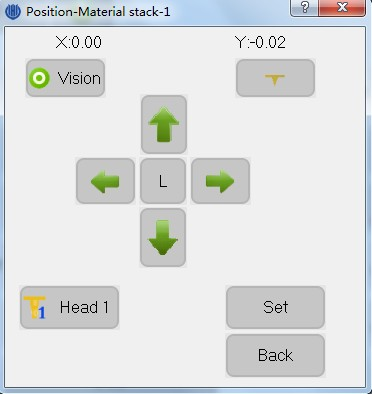 Position-Material stack-1
X:0.00 Y:-0.02
Vision
L
1 Head 1
Set
Back